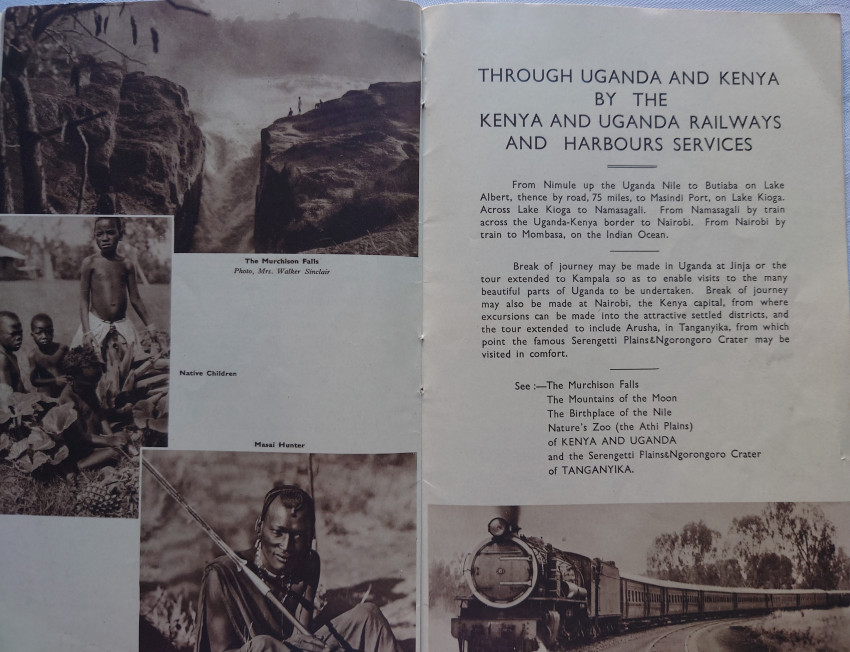 The Murchison Falls
Photo, Mrs. Walker Sinclair
Native Children
Masai Hunter
THROUGH UGANDA AND KENYA
BY THE
KENYA AND UGANDA RAILWAYS
AND HARBOURS SERVICES
From Nimule up the Uganda Nile to Butiaba on Lake
Albert, thence by road, 75 miles, to Masindi Port, on Lake Kioga.
Across Lake Kioga to Namasagali. From Namasagali by train
across the Uganda-Kenya border to Nairobi. From Nairobi by
train to Mombasa, on the Indian Ocean.
Break of journey may be made in Uganda at Jinja or the
tour extended to Kampala so as to enable visits to the many
beautiful parts of Uganda to be undertaken. Break of journey
may also be made at Nairobi, the Kenya capital, from where
excursions can be made into the attractive settled districts, and
the tour extended to include Arusha, in Tanganyika, from which
point the famous Serengetti Plains&Ngorongoro Crater may be
visited in comfort.
See :—The Murchison Falls
The Mountains of the Moon
The Birthplace of the Nile
Nature's Zoo (the Athi Plains)
of KENYA AND UGANDA
and the Serengetti Plains&Ngorongoro Crater
of TANGANYIKA.